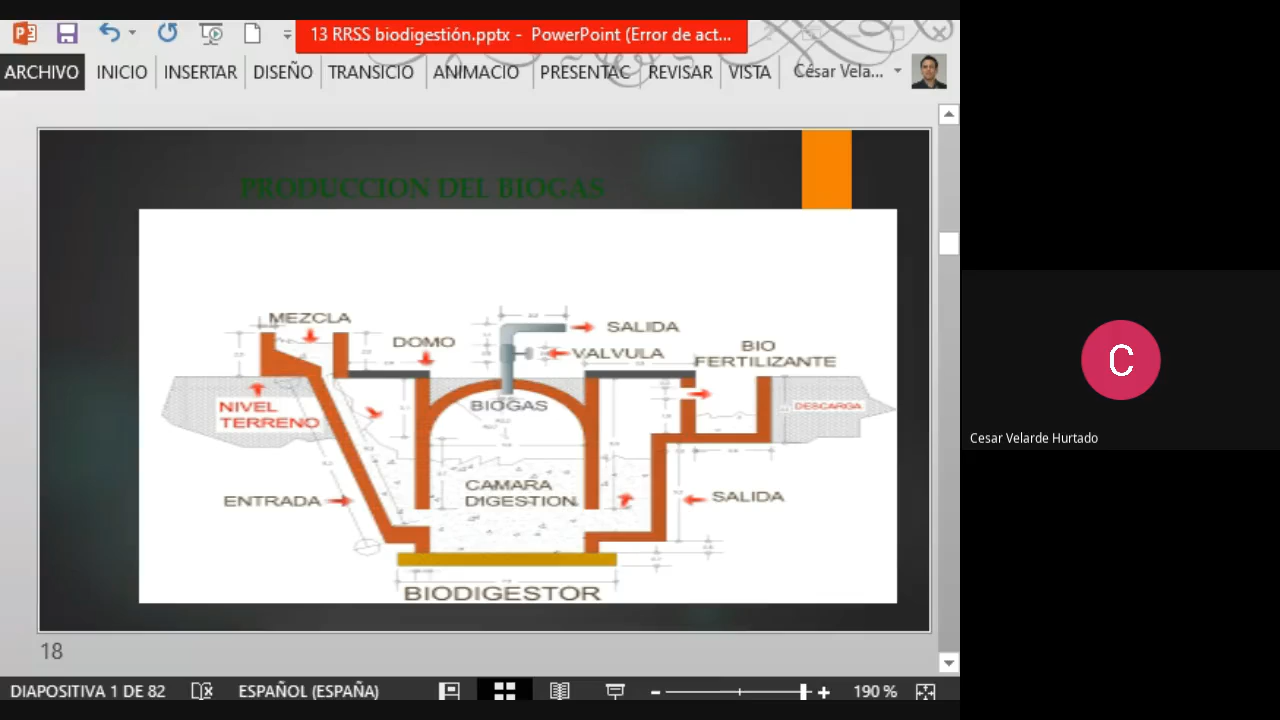 13 RRSS biodigestión.pptx - PowerPoint (Error de act...
ARCHIVO INICIO INSERTAR DISEÑO TRANSICIO ANIMACIO PRESENTAC REVISAR VISTA César Vela...
PRODUCCION DEL BIOGAS
MEZCLA
SALIDA
DOMO
VALVULA
BIO
FERTILIZANTE
NIVEL
TERRENO
BIOGAS
DESCARGA
CAMARA
DIGESTION
ENTRADA
SALIDA
BIODIGESTOR
C
Cesar Velarde Hurtado
18
DIAPOSITIVA 1 DE 82 ESPAÑOL (ESPAÑA) 190 %